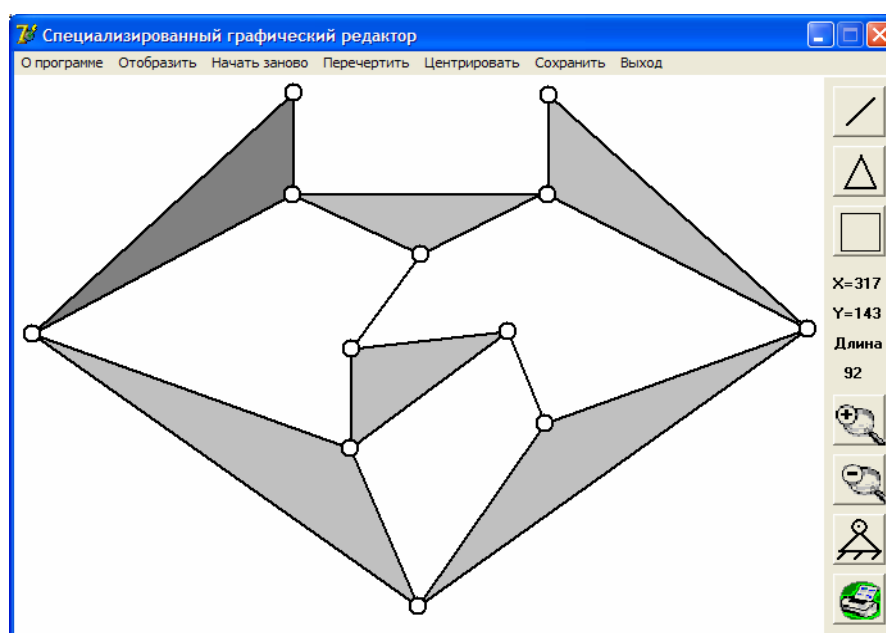 Специализированный графический редактор
О программе Отобразить Начать заново Перечертить Центрировать Сохранить Выход
X=317
Y=143
Длина
92